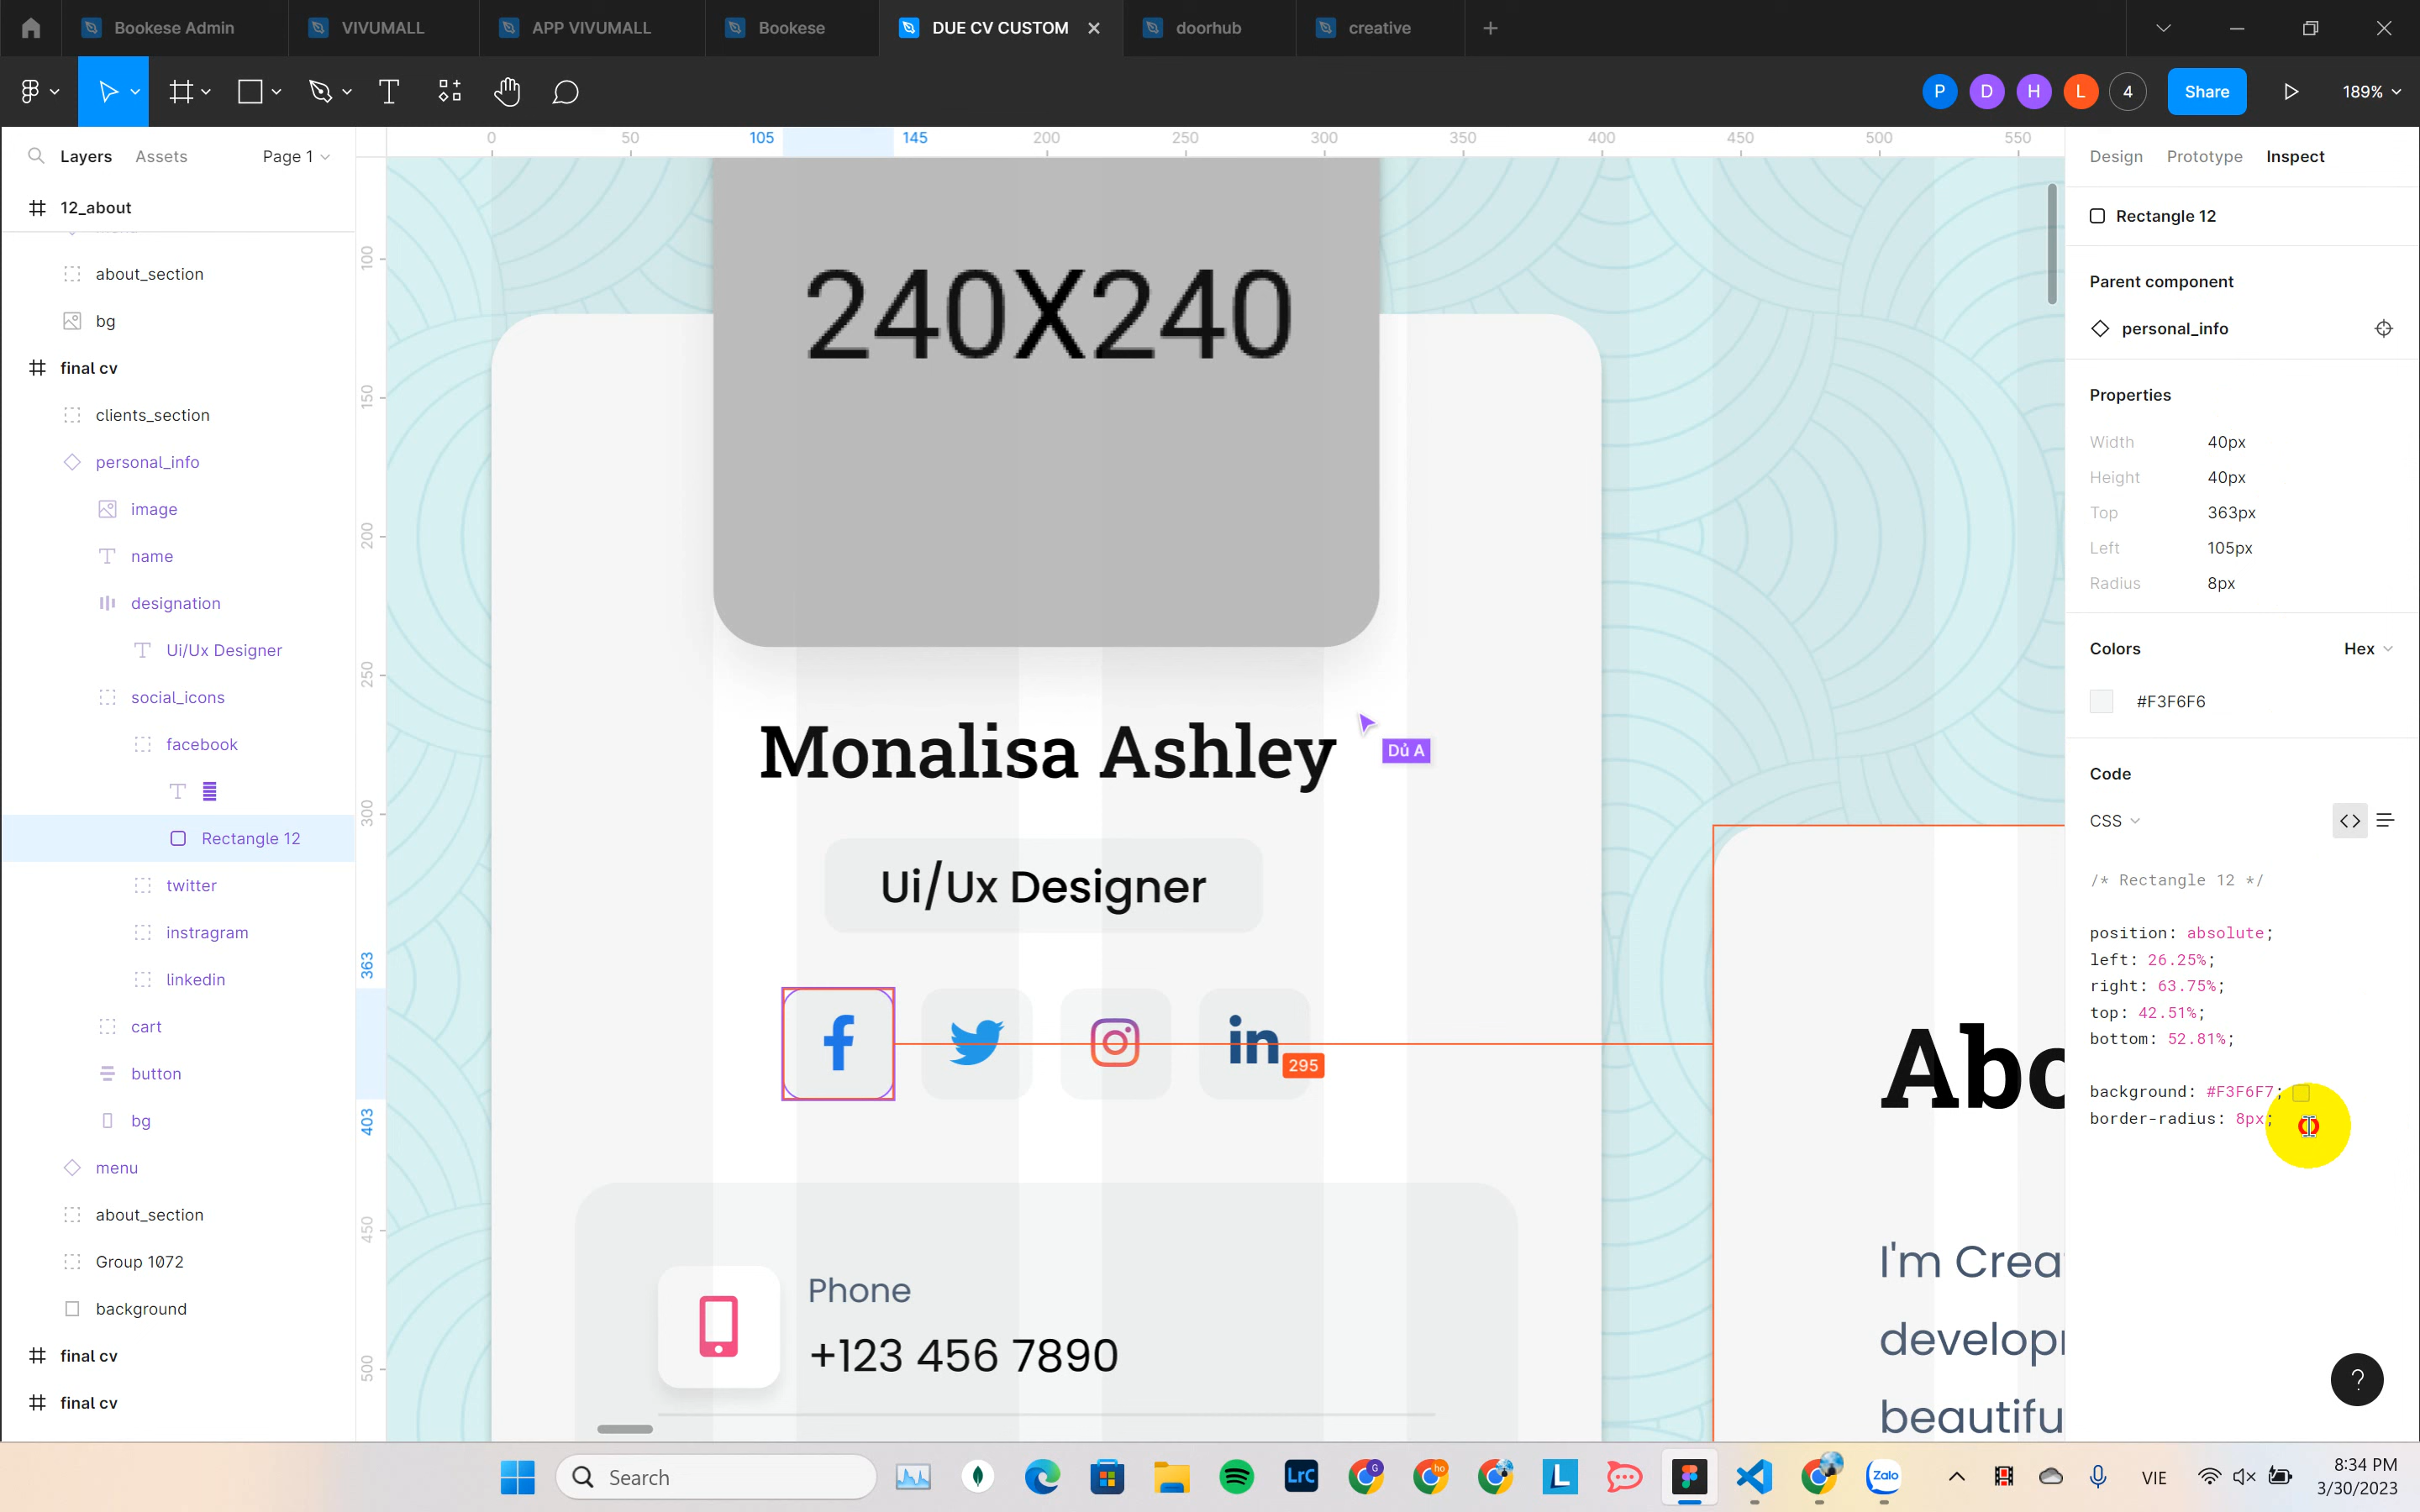 Bookese Admin
VIVUMALL
APP VIVUMALL
Bookese
DUE CV CUSTOM
doorhub
creative
P
D
H
L
4
Share
189%
Layers
Assets
Page 1
12_about
about_section
bg
final cv
clients_section
personal_info
image
name
designation
Ui/Ux Designer
social_icons
facebook
Rectangle 12
twitter
instragram
linkedin
cart
button
bg
menu
about_section
Group 1072
background
final cv
final cv
0
50
105
145
200
250
300
350
400
450
500
550
100
150
200
250
300
363
403
450
500
240X240
Monalisa Ashley
Dủ A
Ui/Ux Designer
295
Phone
+123 456 7890
Abo
I'm Crea
develop
beautifu
Design
Prototype
Inspect
Rectangle 12
Parent component
personal_info
Properties
Width 40px
Height 40px
Top 363px
Left 105px
Radius 8px
Colors
Hex
#F3F6F6
Code
CSS
/* Rectangle 12 */
position: absolute;
left: 26.25%;
right: 63.75%;
top: 42.51%;
bottom: 52.81%;
background: #F3F6F7;
border-radius: 8px;
?
Search
LrC
G
ho
L
Zalo
VIE
8:34 PM
3/30/2023